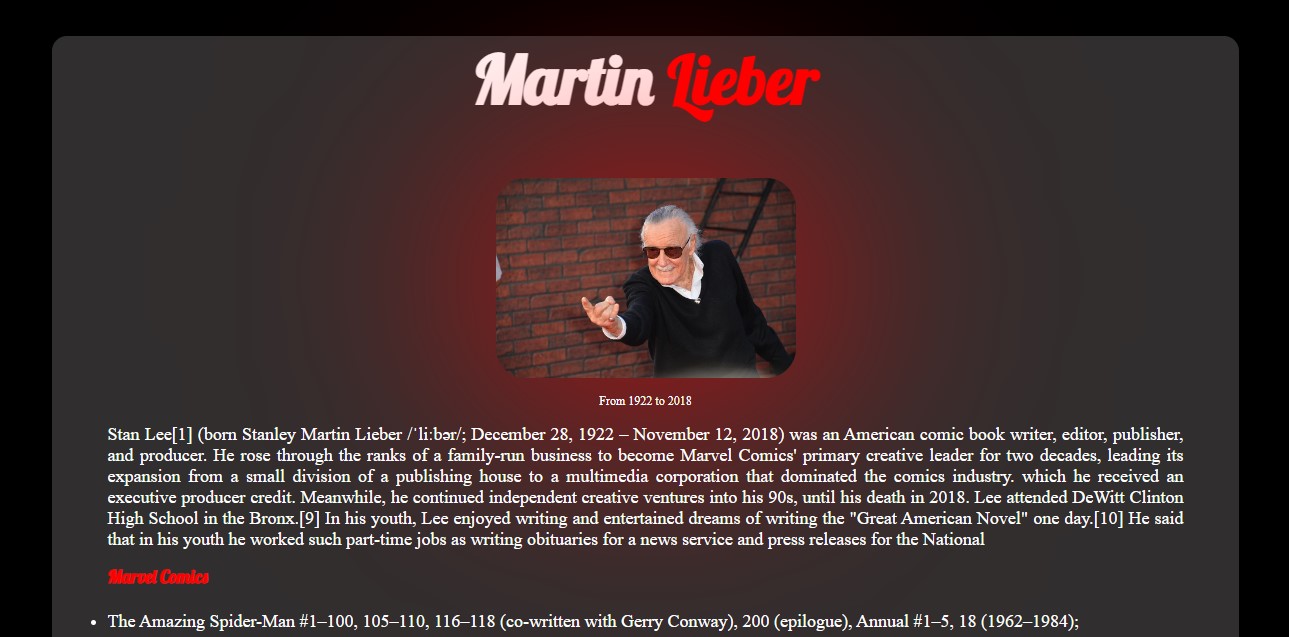 Martin Lieber
From 1922 to 2018
Stan Lee[1] (born Stanley Martin Lieber /ˈliːbər/; December 28, 1922 – November 12, 2018) was an American comic book writer, editor, publisher,
and producer. He rose through the ranks of a family-run business to become Marvel Comics' primary creative leader for two decades, leading its
expansion from a small division of a publishing house to a multimedia corporation that dominated the comics industry. which he received an
executive producer credit. Meanwhile, he continued independent creative ventures into his 90s, until his death in 2018. Lee attended DeWitt Clinton
High School in the Bronx.[9] In his youth, Lee enjoyed writing and entertained dreams of writing the "Great American Novel" one day.[10] He said
that in his youth he worked such part-time jobs as writing obituaries for a news service and press releases for the National
Marvel Comics
• The Amazing Spider-Man #1–100, 105–110, 116–118 (co-written with Gerry Conway), 200 (epilogue), Annual #1–5, 18 (1962–1984);